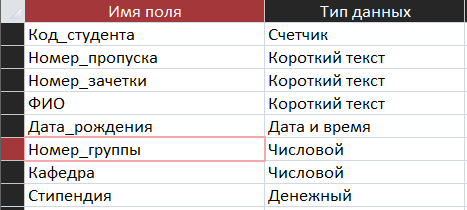 Имя поля Тип данных
Код_студента Счетчик
Номер_пропуска Короткий текст
Номер_зачетки Короткий текст
ФИО Короткий текст
Дата_рождения Дата и время
Номер_группы Числовой
Кафедра Числовой
Стипендия Денежный